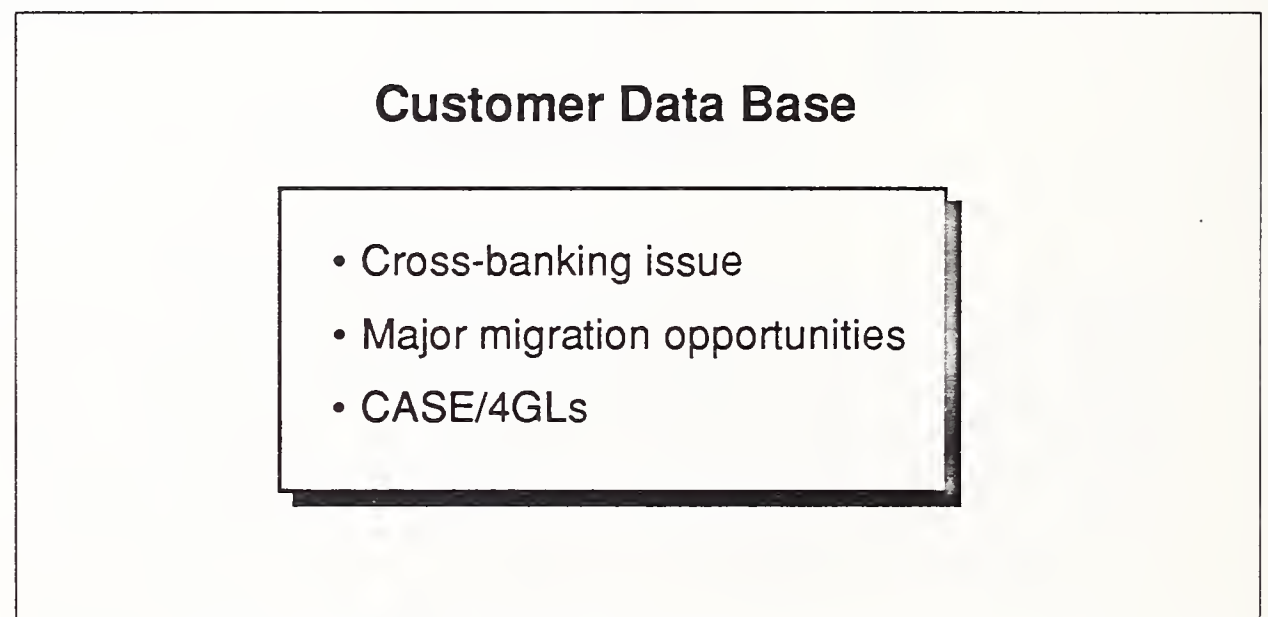 Customer Data Base
• Cross-banking issue
• Major migration opportunities
• CASE/4GLs